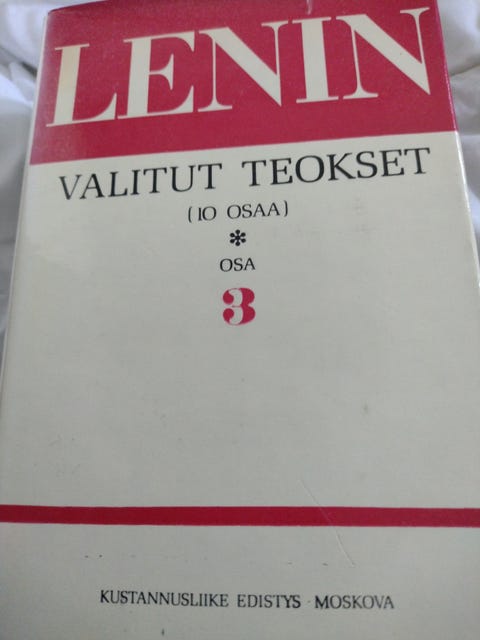 LENIN
VALITUT TEOKSET
(10 OSAA)
*
OSA
3
KUSTANNUSLIIKE EDISTYS · MOSKOVA